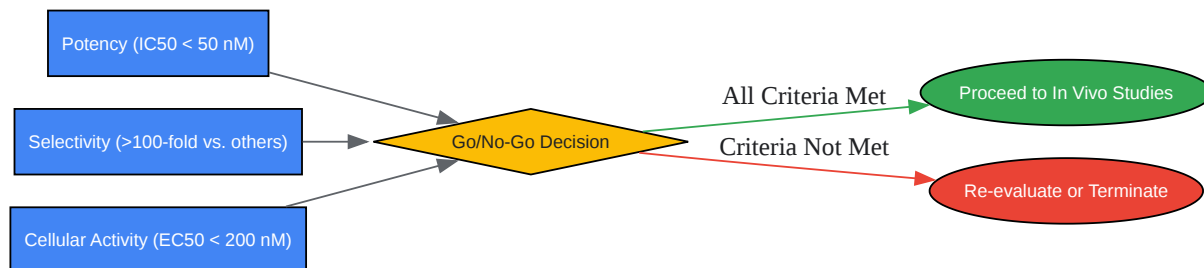 Potency (IC50 < 50 nM)
Selectivity (>100-fold vs. others)
Cellular Activity (EC50 < 200 nM)
Go/No-Go Decision
All Criteria Met
Criteria Not Met
Proceed to In Vivo Studies
Re-evaluate or Terminate